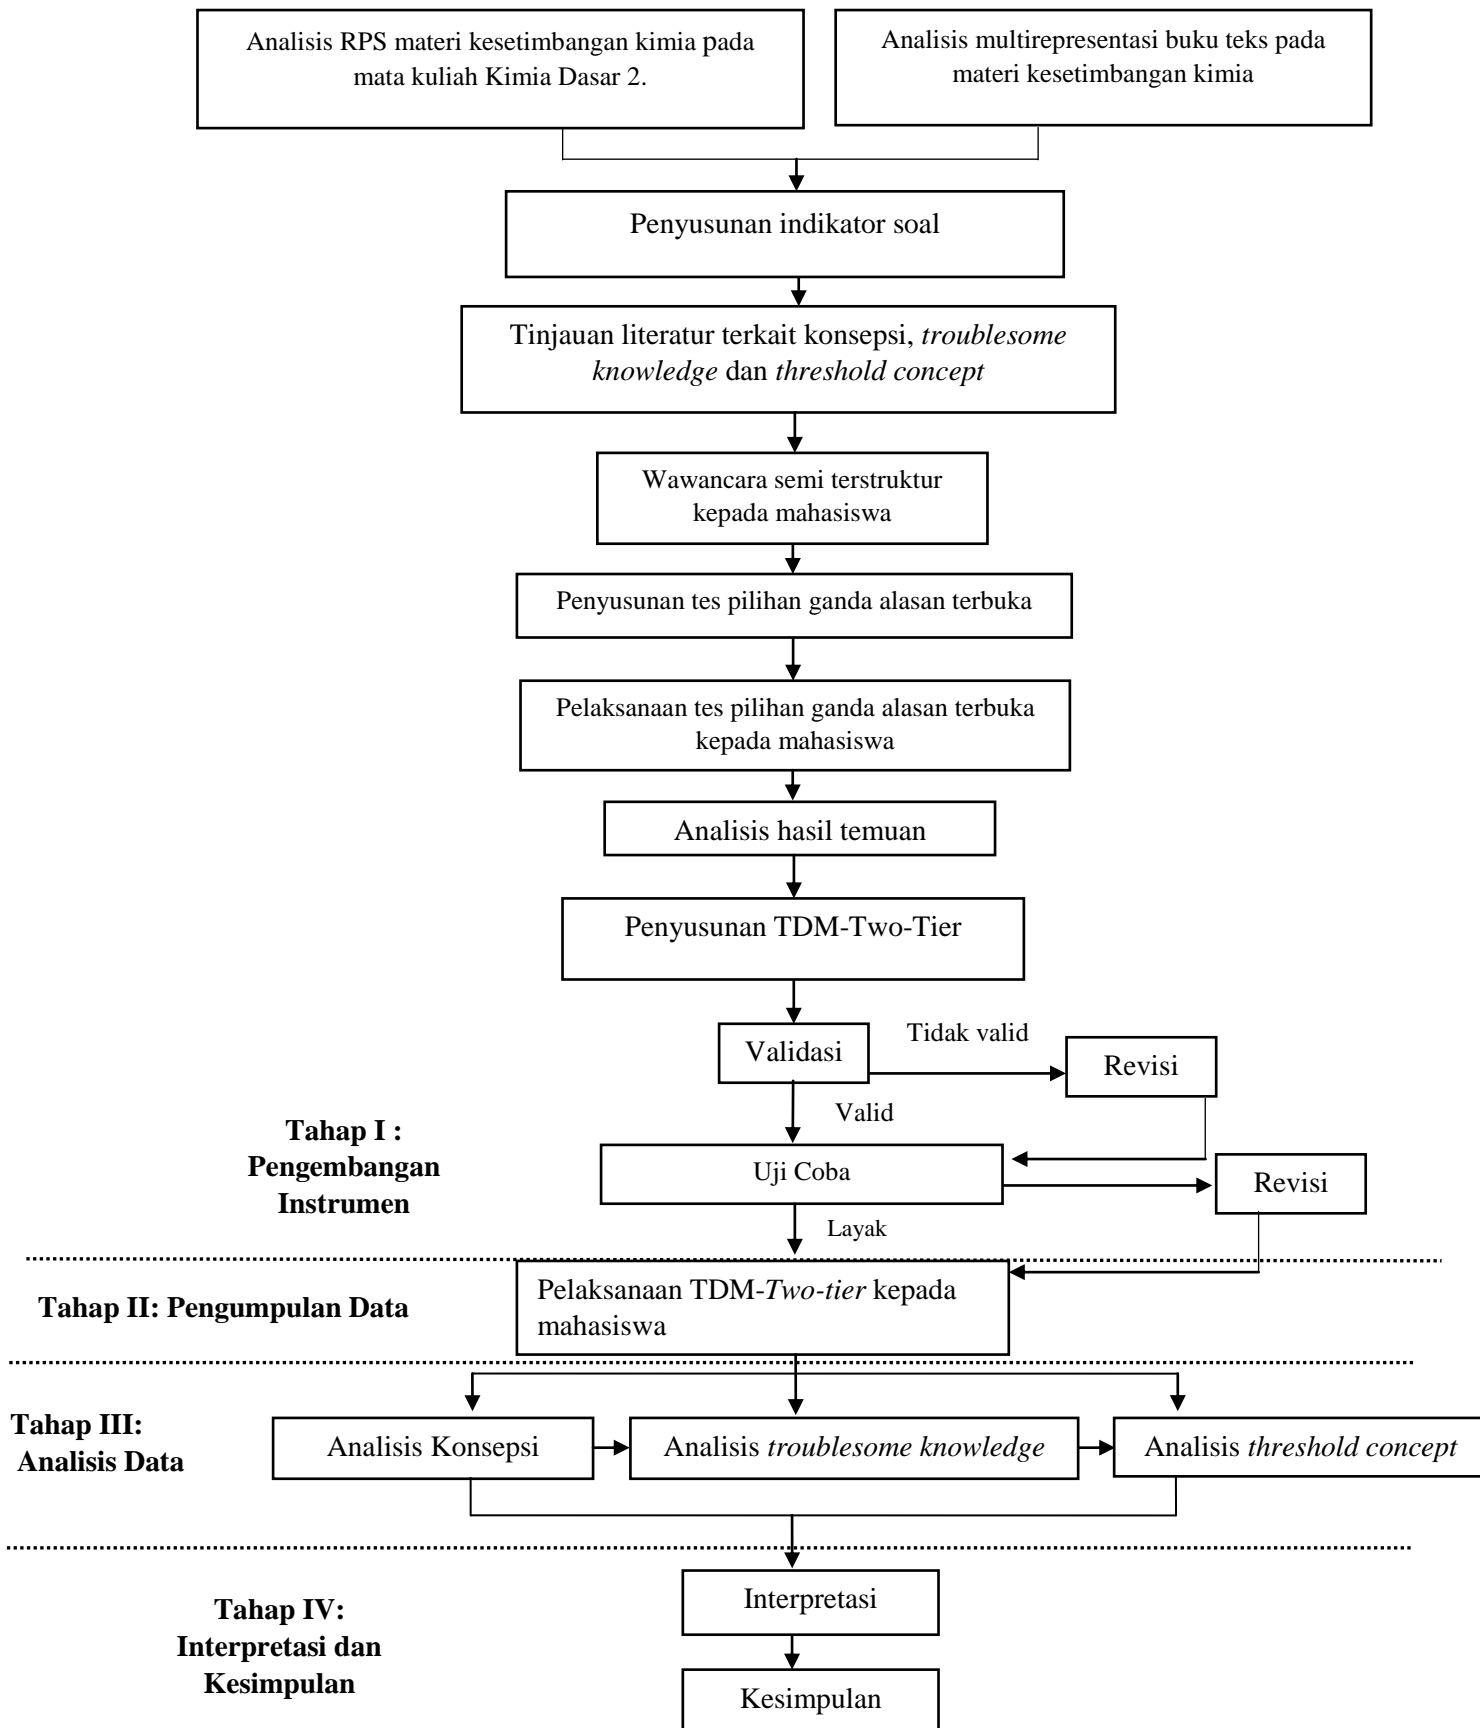 Analisis RPS materi kesetimbangan kimia pada
mata kuliah Kimia Dasar 2.
Analisis multirepresentasi buku teks pada
materi kesetimbangan kimia
Penyusunan indikator soal
Tinjauan literatur terkait konsepsi, troublesome
knowledge dan threshold concept
Wawancara semi terstruktur
kepada mahasiswa
Penyusunan tes pilihan ganda alasan terbuka
Pelaksanaan tes pilihan ganda alasan terbuka
kepada mahasiswa
Analisis hasil temuan
Penyusunan TDM-Two-Tier
Validasi
Tidak valid
Revisi
Valid
Tahap I :
Pengembangan
Instrumen
Uji Coba
Revisi
Layak
Tahap II: Pengumpulan Data
Pelaksanaan TDM-Two-tier kepada
mahasiswa
Tahap III:
Analisis Data
Analisis Konsepsi
Analisis troublesome knowledge
Analisis threshold concept
Tahap IV:
Interpretasi dan
Kesimpulan
Interpretasi
Kesimpulan